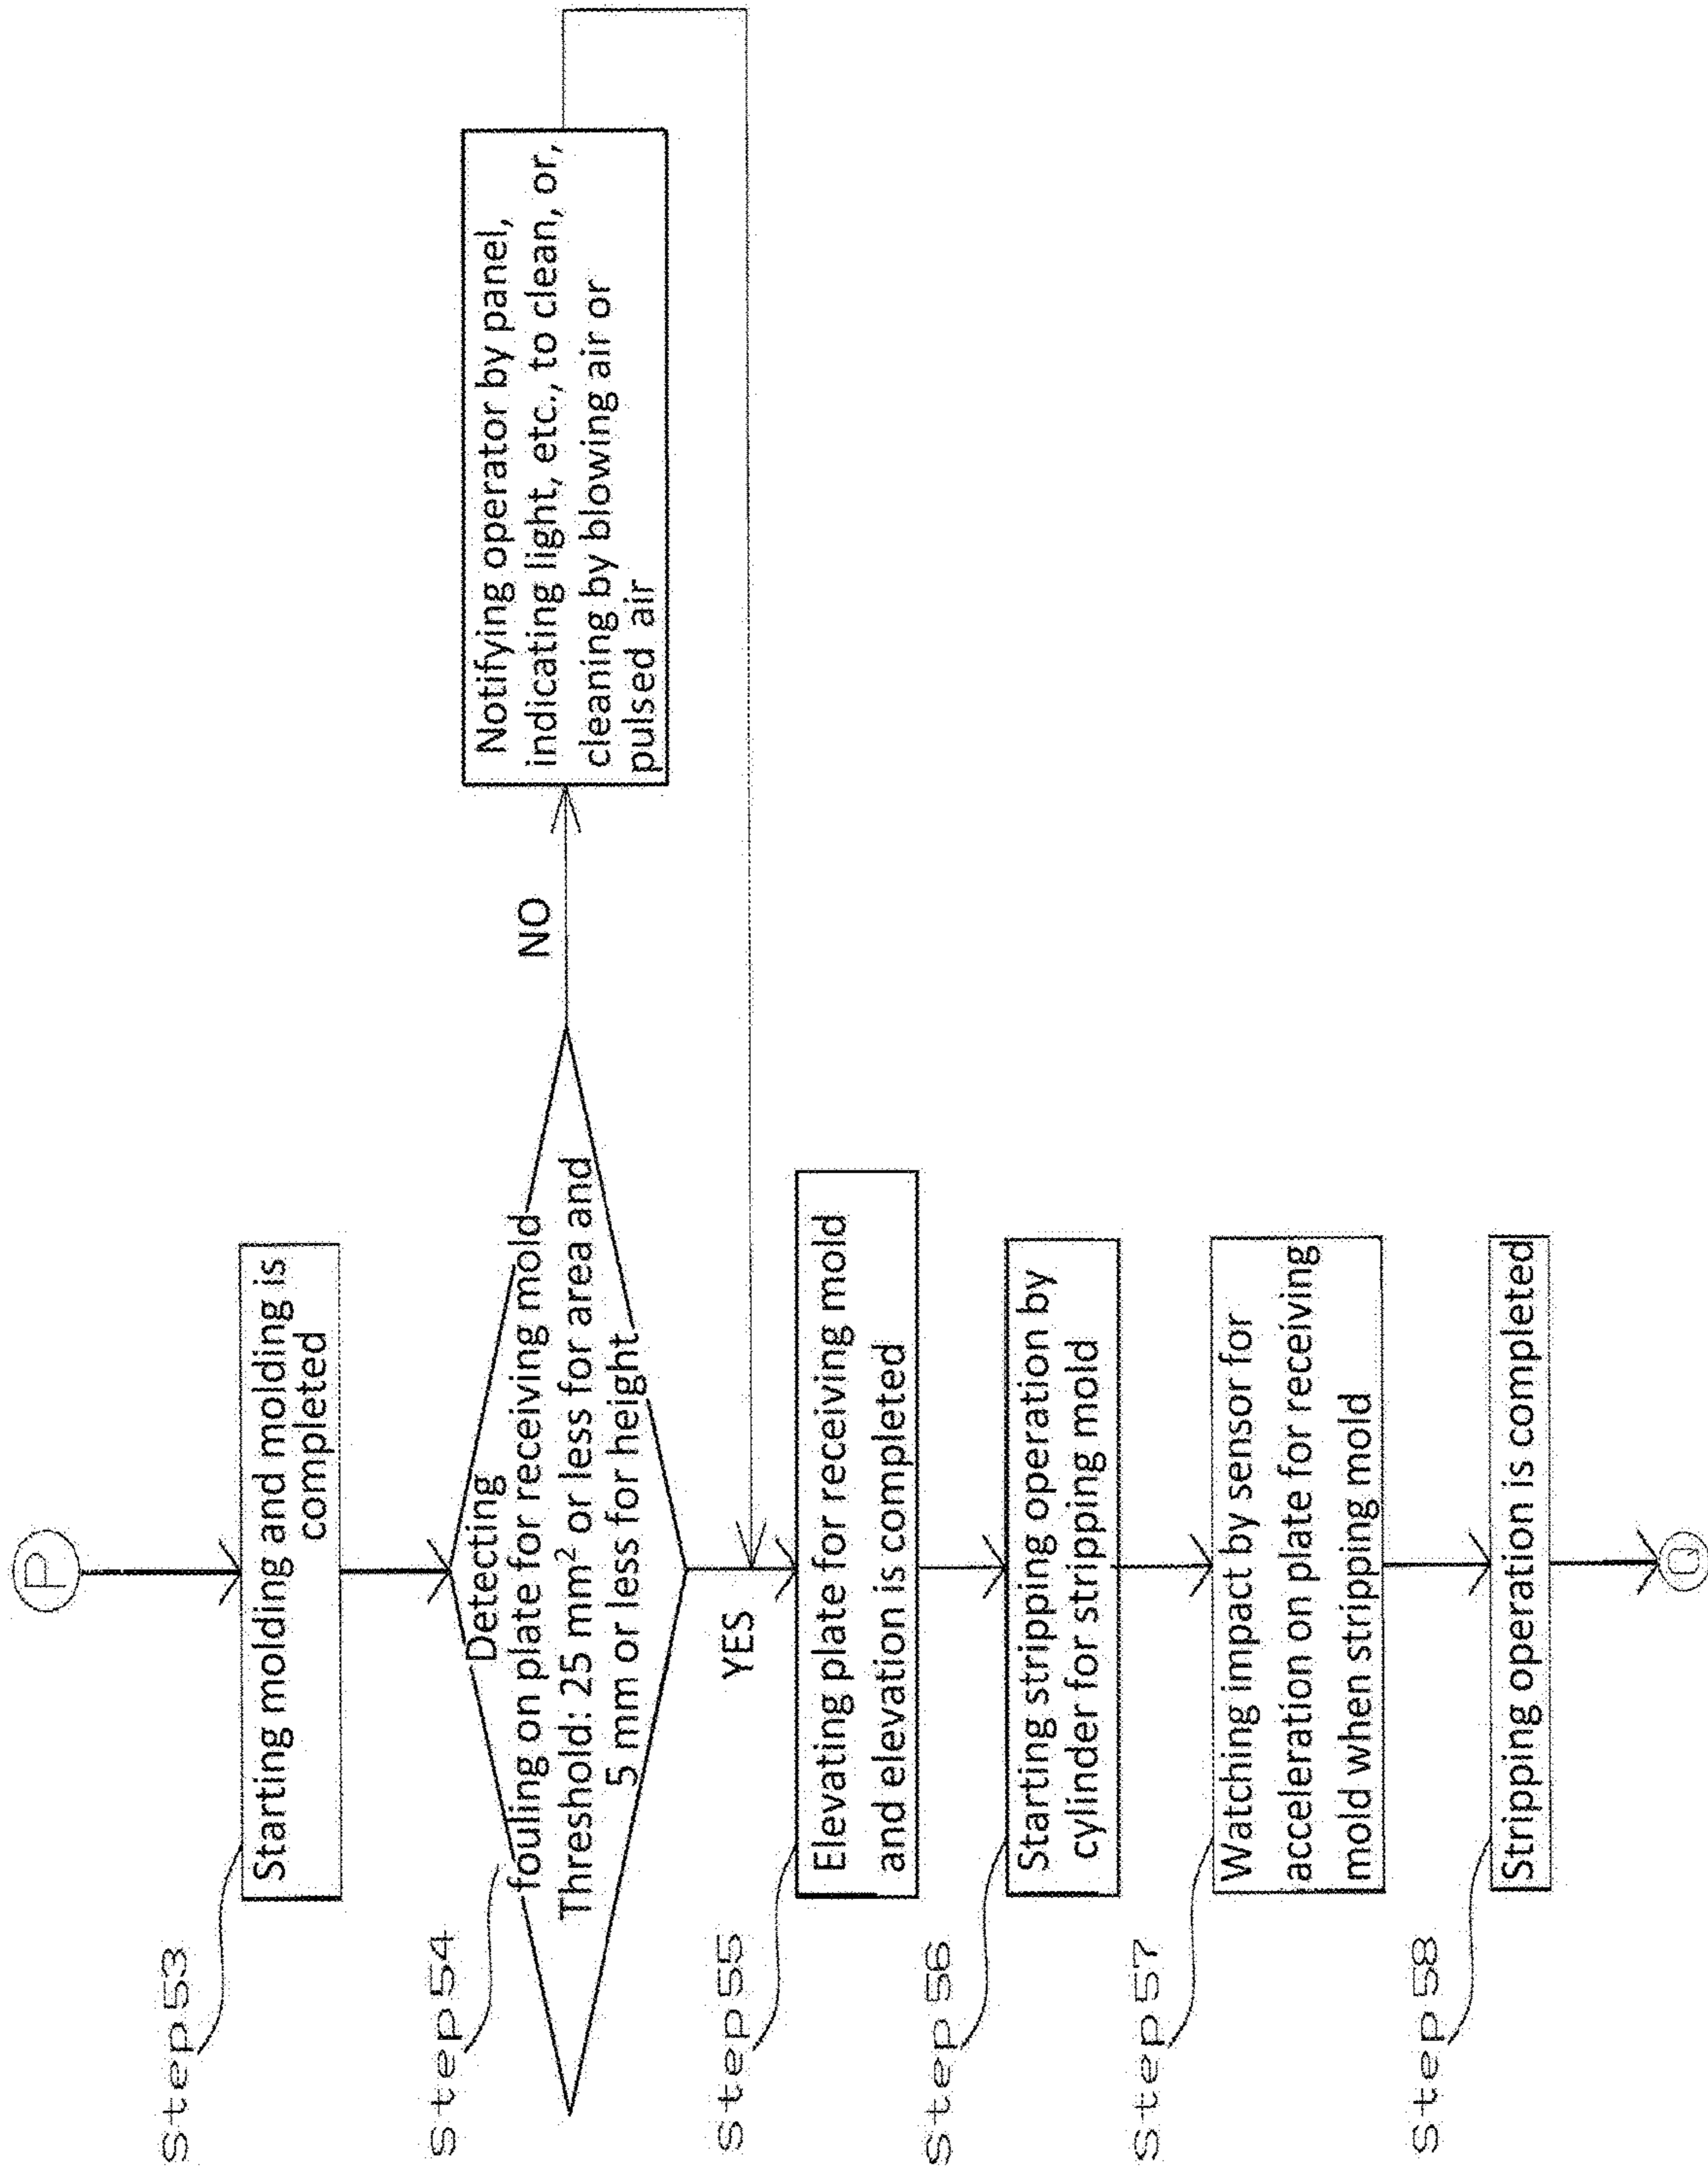 P
Step53
Starting molding and molding is
completed
Step54
Detecting
fouling on plate for receiving mold
Threshold: 25 mm² or less for area and
5 mm or less for height
NO
Notifying operator by panel,
indicating light, etc., to clean, or,
cleaning by blowing air or
pulsed air
YES
Step55
Elevating plate for receiving mold
and elevation is completed
Step56
Starting stripping operation by
cylinder for stripping mold
Step57
Watching impact by sensor for
acceleration on plate for receiving
mold when stripping mold
Step58
Stripping operation is completed
Q